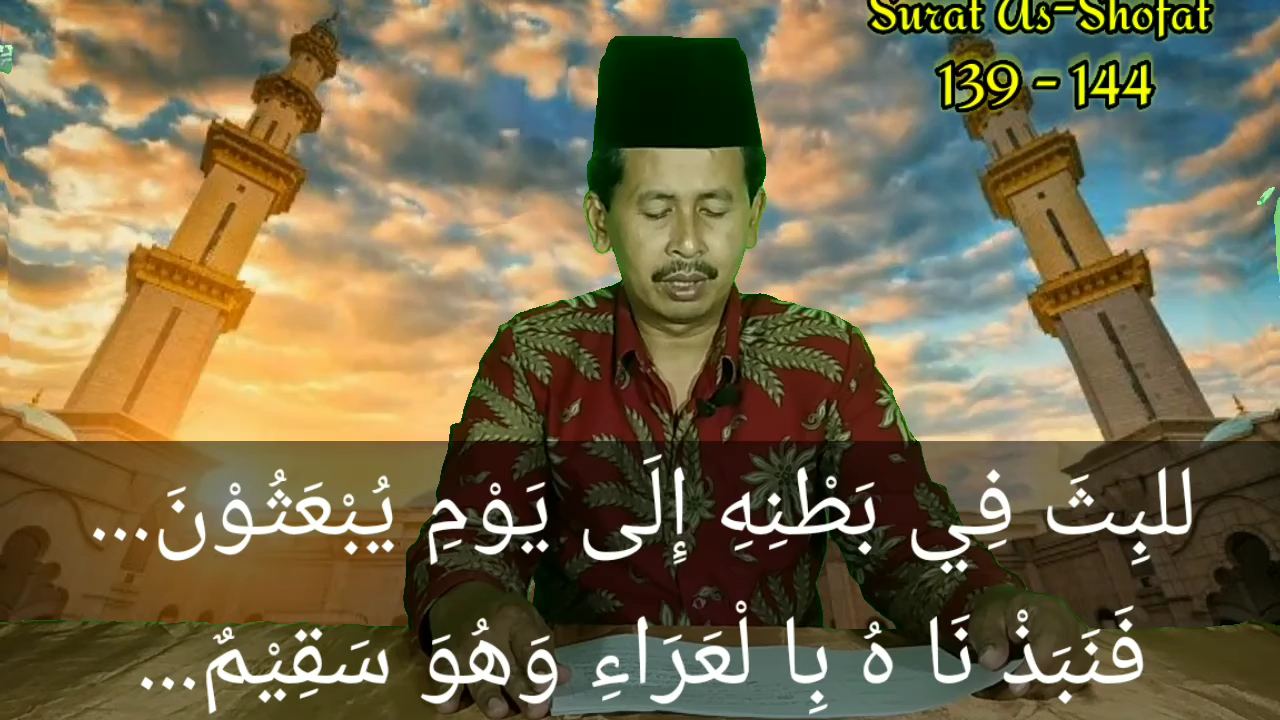 Surat As-Shofat
139 - 144
للبِثَ فِي بَطْنِهِ إِلَى يَوْمِ يُبْعَثُوْنَ...
فَنَبَذْ نَا هُ بِا لْعَرَاءِ وَهُوَ سَقِيْمٌ...